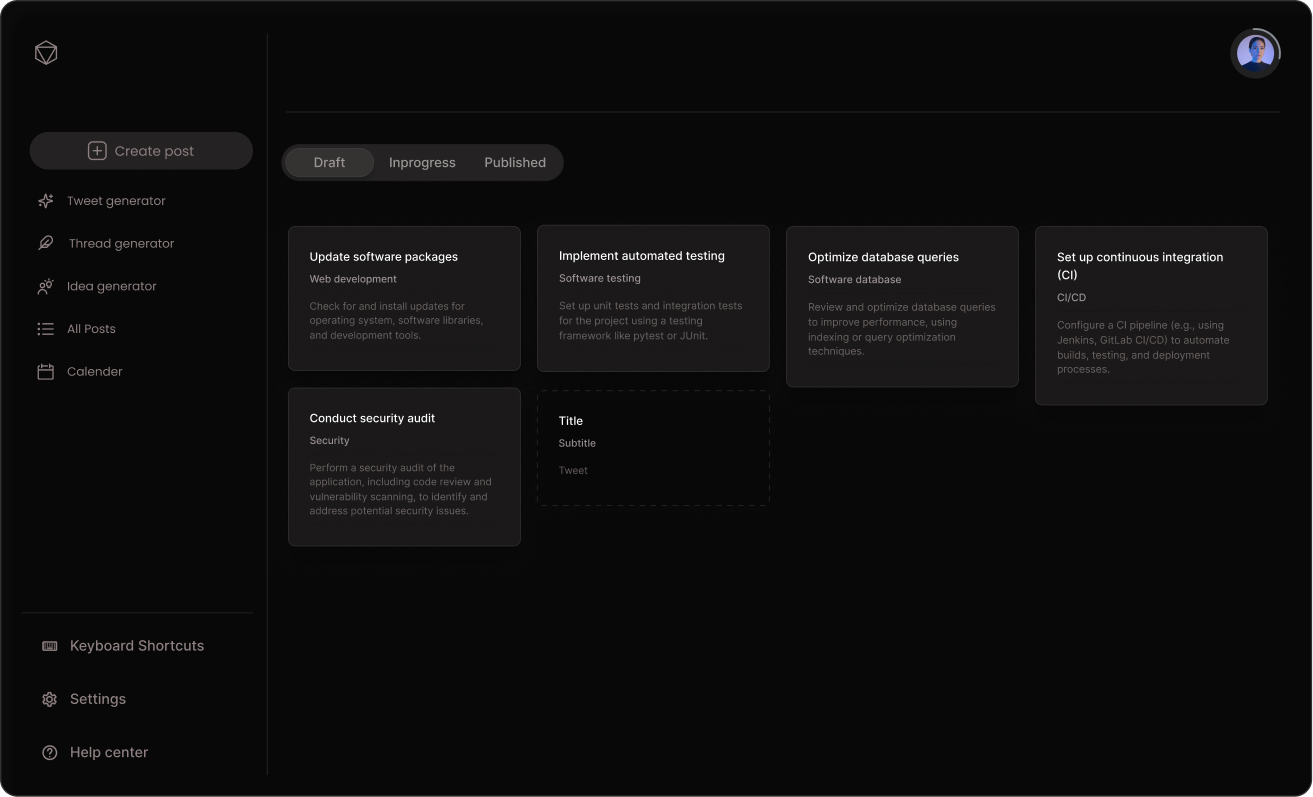 Create post
Tweet generator
Thread generator
Idea generator
All Posts
Calender
Keyboard Shortcuts
Settings
Help center
Draft
Inprogress
Published
Update software packages
Web development
Check for and install updates for
operating system, software libraries,
and development tools.
Implement automated testing
Software testing
Set up unit tests and integration tests
for the project using a testing
framework like pytest or JUnit.
Optimize database queries
Software database
Review and optimize database queries
to improve performance, using
indexing or query optimization
techniques.
Set up continuous integration
(CI)
CI/CD
Configure a CI pipeline (e.g., using
Jenkins, GitLab CI/CD) to automate
builds, testing, and deployment
processes.
Conduct security audit
Security
Perform a security audit of the
application, including code review and
vulnerability scanning, to identify and
address potential security issues.
Title
Subtitle
Tweet